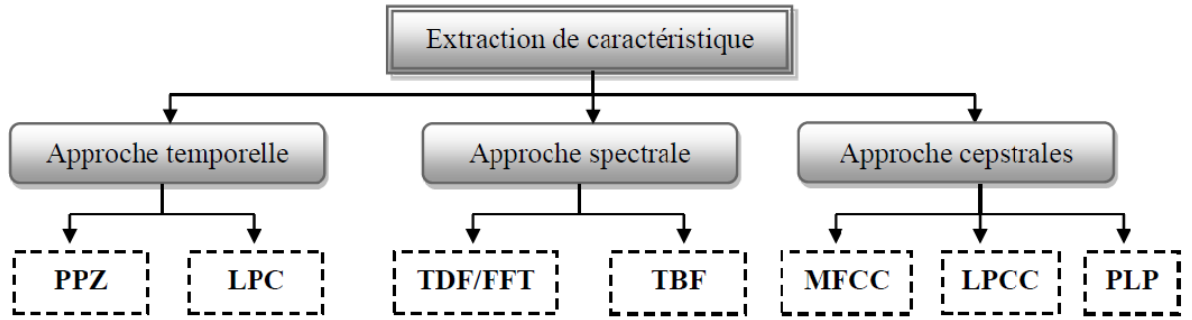 Extraction de caractéristique
Approche temporelle
Approche spectrale
Approche cepstrales
PPZ
LPC
TDF/FFT
TBF
MFCC
LPCC
PLP